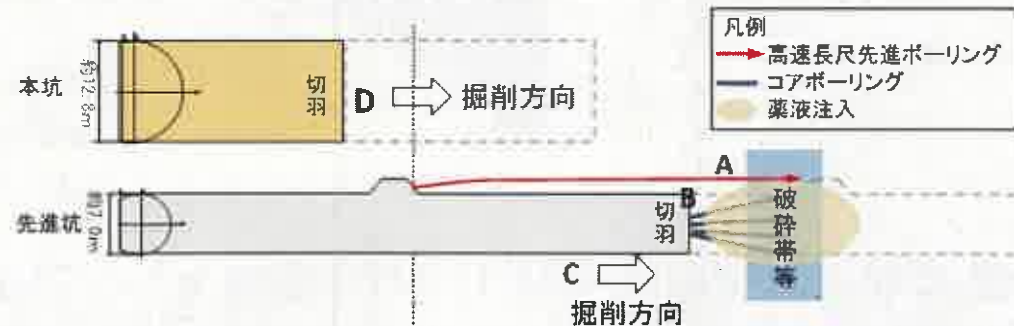 凡例
高速長尺先進ボーリング
コアボーリング
薬液注入
本坑
約12.8m
切羽
D
掘削方向
A
B
先進坑
約7.0m
切羽
破砕帯等
C
掘削方向